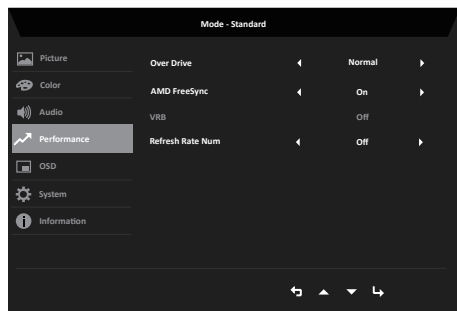 Mode - Standard
Picture
Color
Audio
Performance
OSD
System
Information
Over Drive Normal
AMD FreeSync On
VRB Off
Refresh Rate Num Off